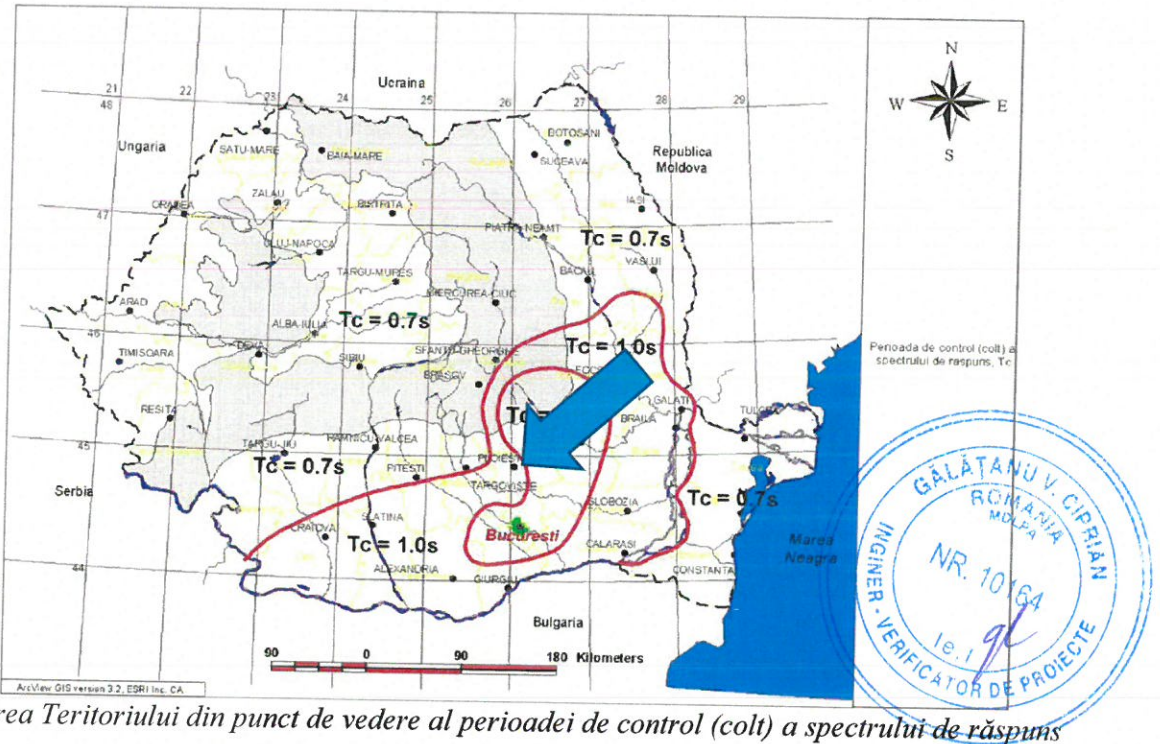 N
W
E
S
21
48
22
23
24
25
26
27
28
29
47
46
45
44
Ucraina
Ungaria
Republica
Moldova
Serbia
Bulgaria
Marea
Neagra
SATU-MARE
BAIA-MARE
BOTOSANI
SUCEAVA
ORADEA
ZALAU
BISTRITA
IASI
PIATRA-NEAMT
Tc = 0.7s
CLUJ-NAPOCA
VASLUI
TARGU-MURES
BACAU
MIERCUREA-CIUC
ARAD
ALBA-IULIA
Tc = 0.7s
Tc = 1.0s
TIMISOARA
DEVA
SIBIU
SFANTU-GHEORGHE
BRASOV
FOCS
RESITA
Tc =
GALATI
BRAILA
TULCEA
TARGU-JIU
RAMNICU-VALCEA
Tc = 0.7s
PITESTI
PLOIESTI
TARGOVISTE
SLOBOZIA
Tc = 0.7s
SLATINA
CRAIOVA
Bucuresti
Tc = 1.0s
CALARASI
ALEXANDRIA
GIURGIU
CONSTANTA
90
0
90
180 Kilometers
ArcView GIS version 3.2, ESRI Inc. CA
Perioada de control (colt) a
spectrului de raspuns, Tc
GĂLĂȚANU V. CIPRIAN
ROMÂNIA
MDLPA
NR. 10164
INGINER - VERIFICATOR DE PROIECTE
rea Teritoriului din punct de vedere al perioadei de control (colt) a spectrului de răspuns